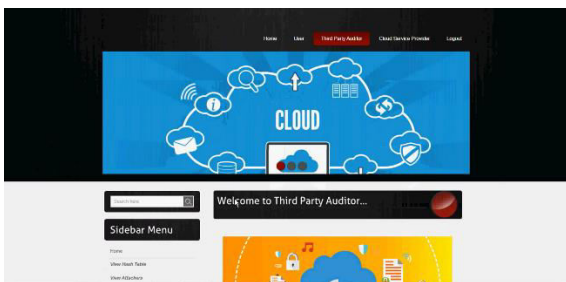 Home User Third Party Auditor Cloud Service Provider Logout
CLOUD
Search here
Welcome to Third Party Auditor...
Sidebar Menu
Home
View Hash Table
View Attackers